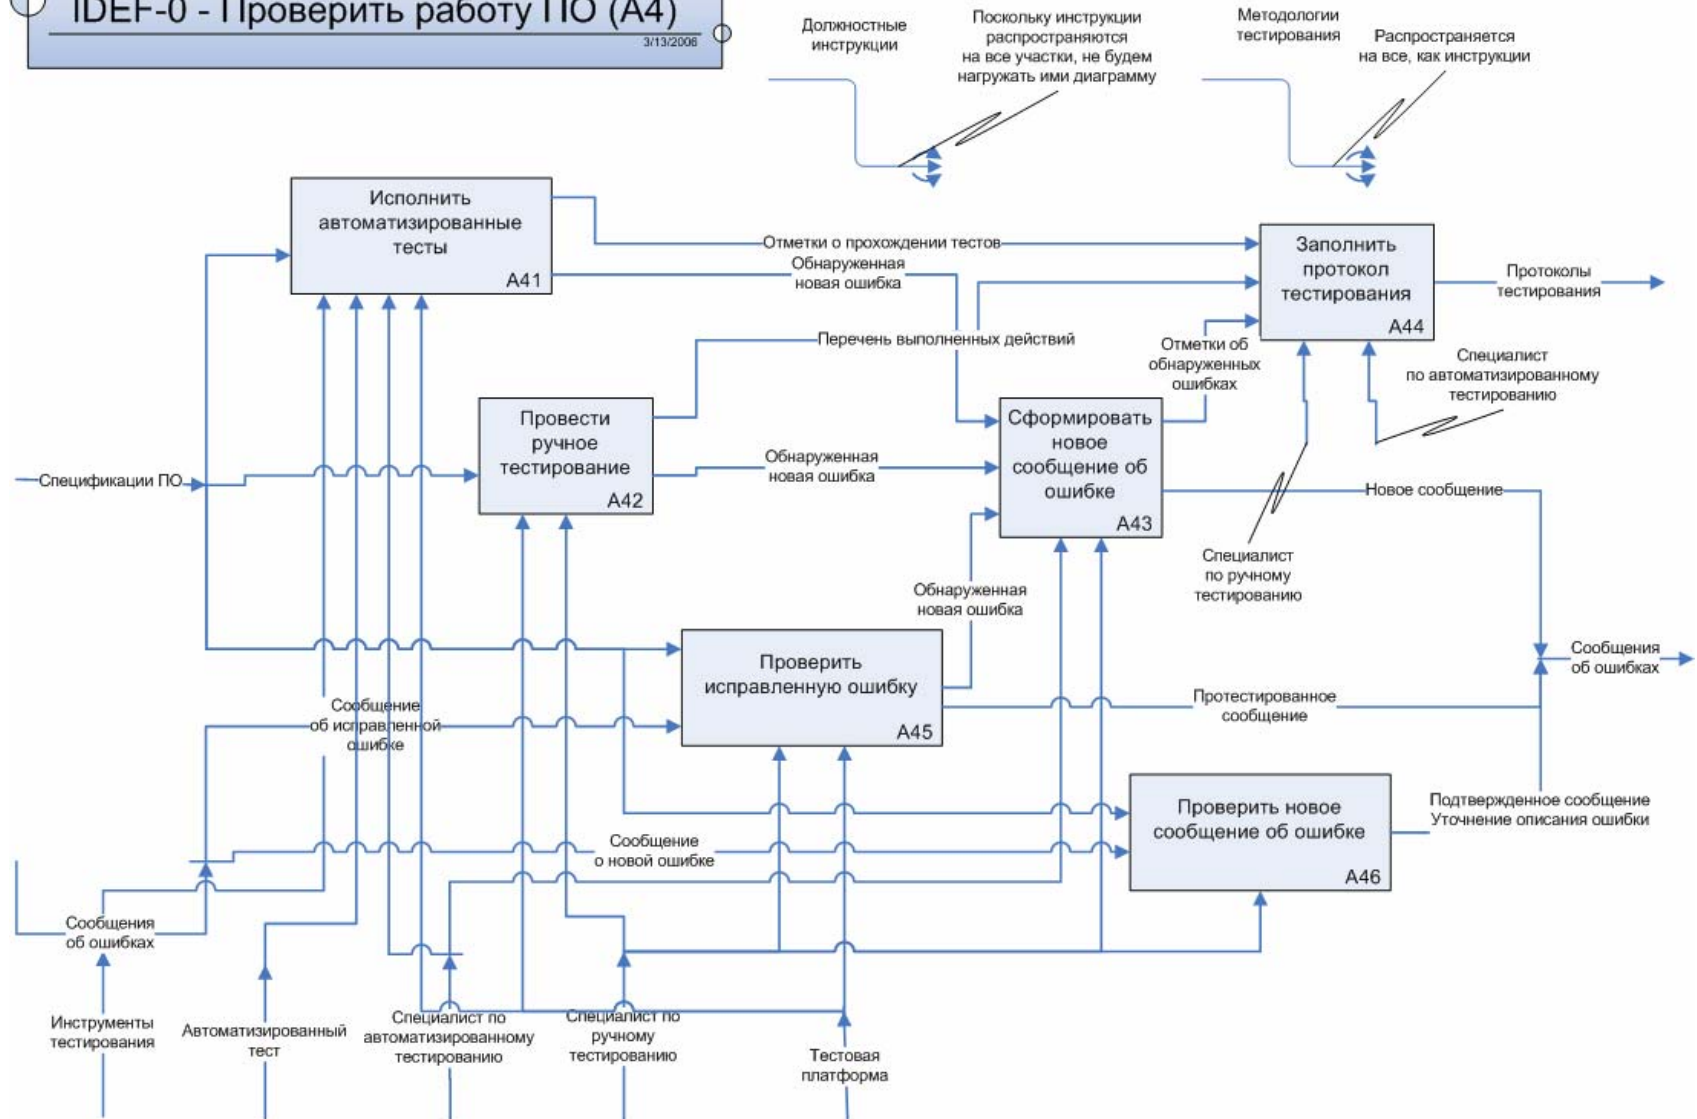 IDEF-0 - Проверить работу ПО (А4)
3/13/2006
Должностные
инструкции
Поскольку инструкции
распространяются
на все участки, не будем
нагружать ими диаграмму
Методологии
тестирования
Распространяется
на все, как инструкции
Исполнить
автоматизированные
тесты
А41
Отметки о прохождении тестов
Обнаруженная
новая ошибка
Заполнить
протокол
тестирования
А44
Протоколы
тестирования
Перечень выполненных действий
Отметки об
обнаруженных
ошибках
Специалист
по автоматизированному
тестированию
Провести
ручное
тестирование
А42
Обнаруженная
новая ошибка
Сформировать
новое
сообщение об
ошибке
А43
Спецификации ПО
Новое сообщение
Специалист
по ручному
тестированию
Обнаруженная
новая ошибка
Проверить
исправленную ошибку
А45
Сообщения
об ошибках
Сообщение
об исправленной
ошибке
Протестированное
сообщение
Проверить новое
сообщение об ошибке
А46
Подтвержденное сообщение
Уточнение описания ошибки
Сообщение
о новой ошибке
Сообщения
об ошибках
Инструменты
тестирования
Автоматизированный
тест
Специалист по
автоматизированному
тестированию
Специалист по
ручному
тестированию
Тестовая
платформа